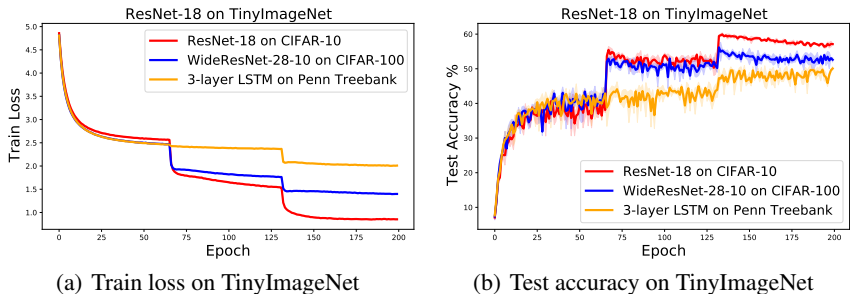 ResNet-18 on TinyImageNet
5.0
4.5
4.0
3.5
3.0
2.5
2.0
1.5
1.0
Train Loss
ResNet-18 on CIFAR-10
WideResNet-28-10 on CIFAR-100
3-layer LSTM on Penn Treebank
0 25 50 75 100 125 150 175 200
Epoch
(a) Train loss on TinyImageNet
ResNet-18 on TinyImageNet
60
50
40
30
20
10
Test Accuracy %
ResNet-18 on CIFAR-10
WideResNet-28-10 on CIFAR-100
3-layer LSTM on Penn Treebank
0 25 50 75 100 125 150 175 200
Epoch
(b) Test accuracy on TinyImageNet